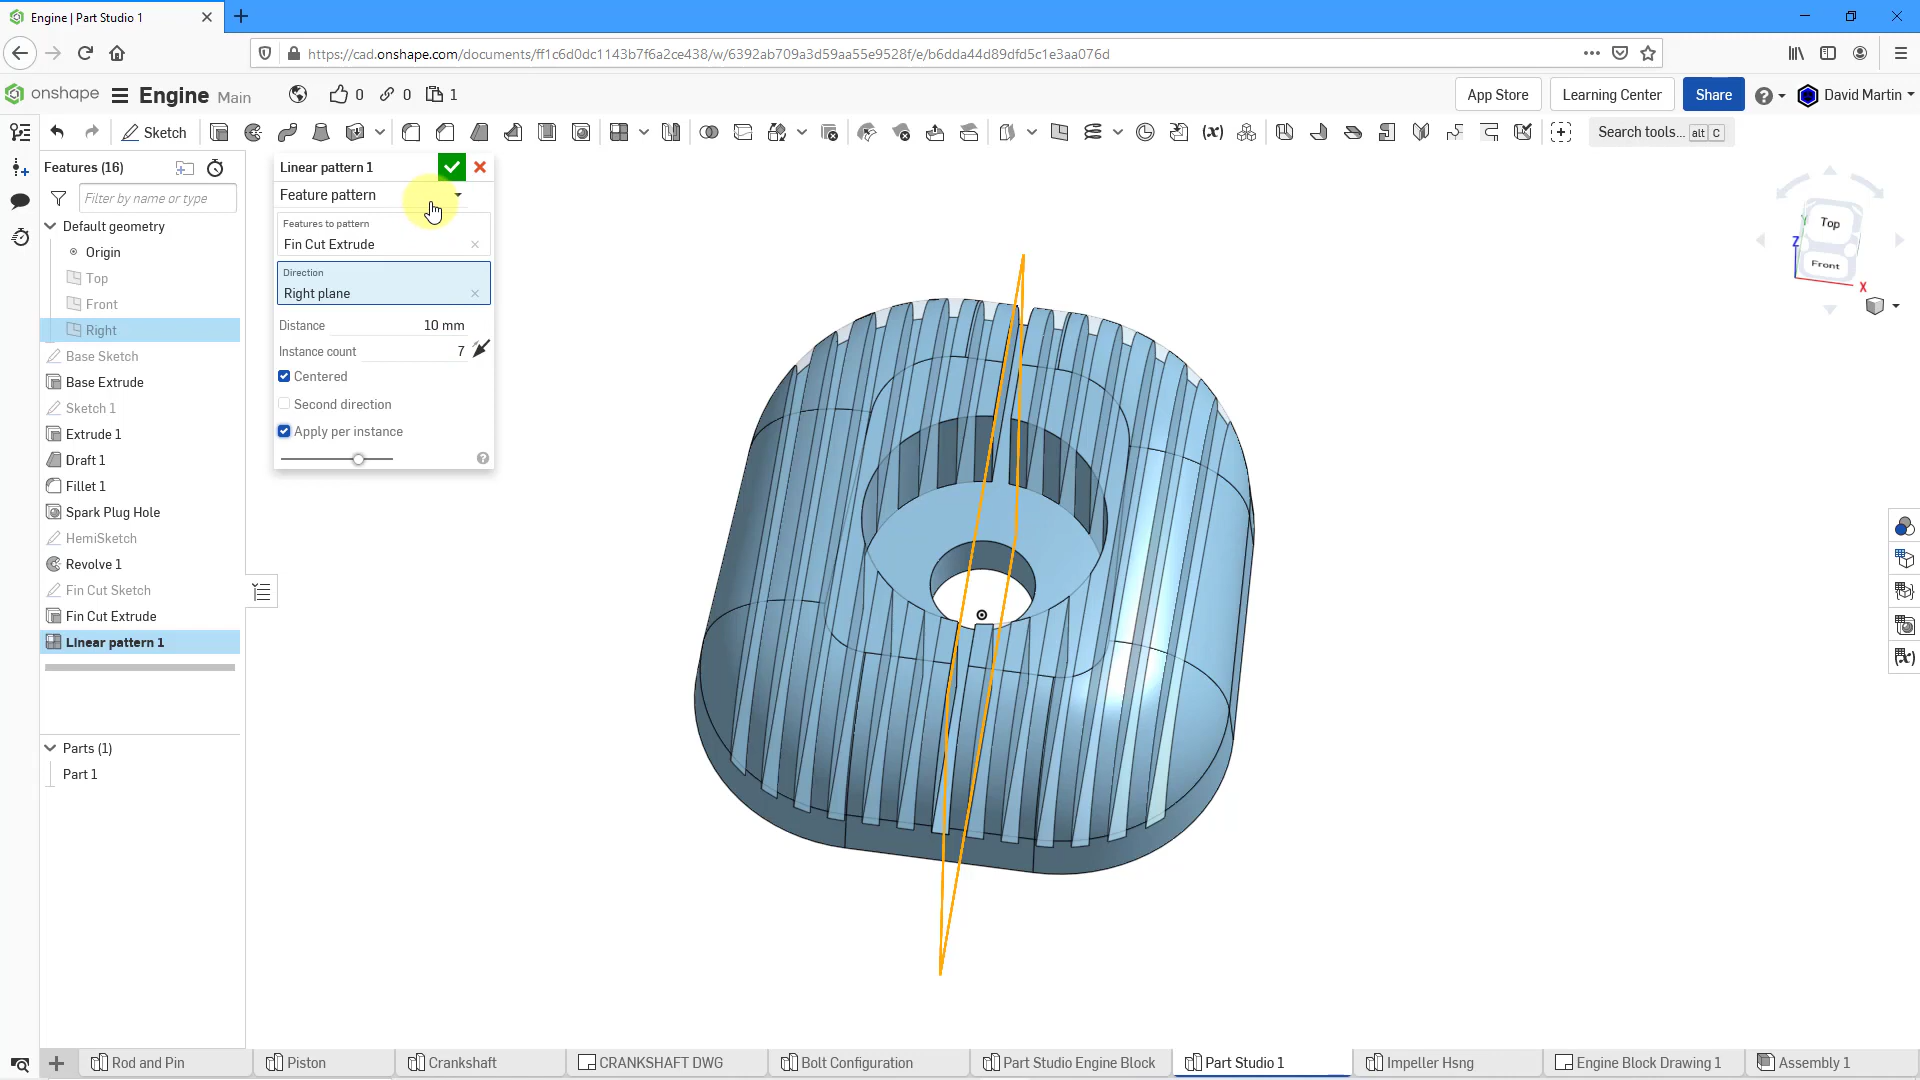 Engine | Part Studio 1
https://cad.onshape.com/documents/ff1c6d0dc1143b7f6a2ce438/w/6392ab709a3d59aa55e9528f/e/b6dda44d89dfd5c1e3aa076d
onshape
Engine Main
0
0
1
App Store
Learning Center
Share
David Martin
Sketch
Search tools... alt C
Features (16)
Filter by name or type
Default geometry
Origin
Top
Front
Right
Base Sketch
Base Extrude
Sketch 1
Extrude 1
Draft 1
Fillet 1
Spark Plug Hole
HemiSketch
Revolve 1
Fin Cut Sketch
Fin Cut Extrude
Linear pattern 1
Parts (1)
Part 1
Linear pattern 1
Feature pattern
Features to pattern
Fin Cut Extrude
Direction
Right plane
Distance 10 mm
Instance count 7
Centered
Second direction
Apply per instance
Top
Front
Z
Y
X
Rod and Pin
Piston
Crankshaft
CRANKSHAFT DWG
Bolt Configuration
Part Studio Engine Block
Part Studio 1
Impeller Hsng
Engine Block Drawing 1
Assembly 1